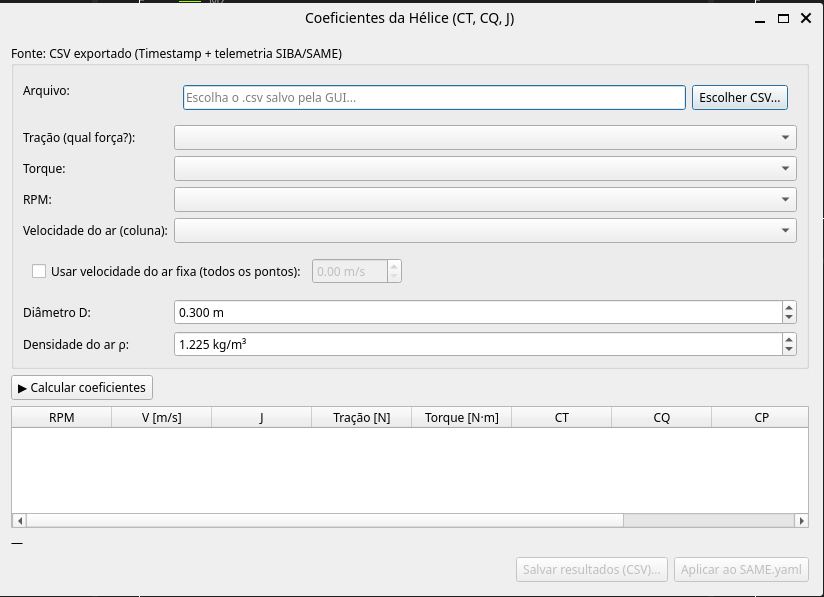 Coeficientes da Hélice (CT, CQ, J)
Fonte: CSV exportado (Timestamp + telemetria SIBA/SAME)
Arquivo: Escolha o .csv salvo pela GUI... Escolher CSV...
Tração (qual força?):
Torque:
RPM:
Velocidade do ar (coluna):
Usar velocidade do ar fixa (todos os pontos): 0.00 m/s
Diâmetro D: 0.300 m
Densidade do ar ρ: 1.225 kg/m³
▶ Calcular coeficientes
RPM V [m/s] J Tração [N] Torque [N·m] CT CQ CP
—
Salvar resultados (CSV)... Aplicar ao SAME.yaml